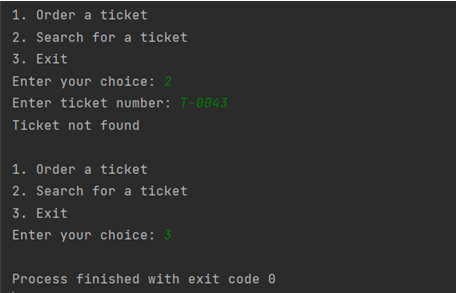 1. Order a ticket
2. Search for a ticket
3. Exit
Enter your choice: 2
Enter ticket number: T-0043
Ticket not found
1. Order a ticket
2. Search for a ticket
3. Exit
Enter your choice: 3
Process finished with exit code 0